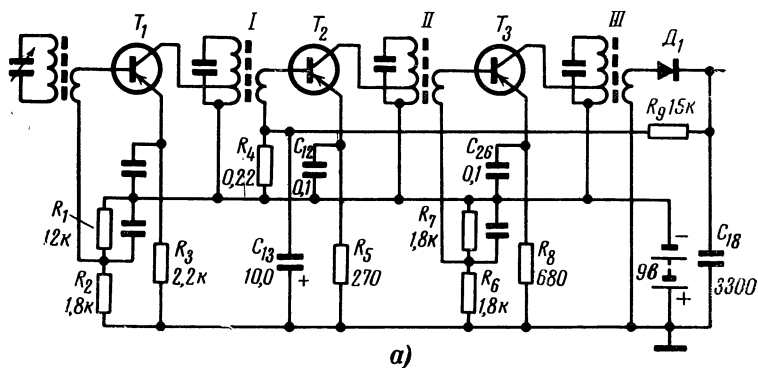 T₁ I T₂ II T₃ III Д₁
R₉ 15к
R₄ 0,22
C₁₂ 0,1
C₂₆ 0,1
R₁ 12к
R₇ 1,8к
C₁₈ 3300
R₂ 1,8к
R₃ 2,2к
C₁₃ 10,0 +
R₅ 270
R₆ 1,8к
R₈ 680
9в − +
а)